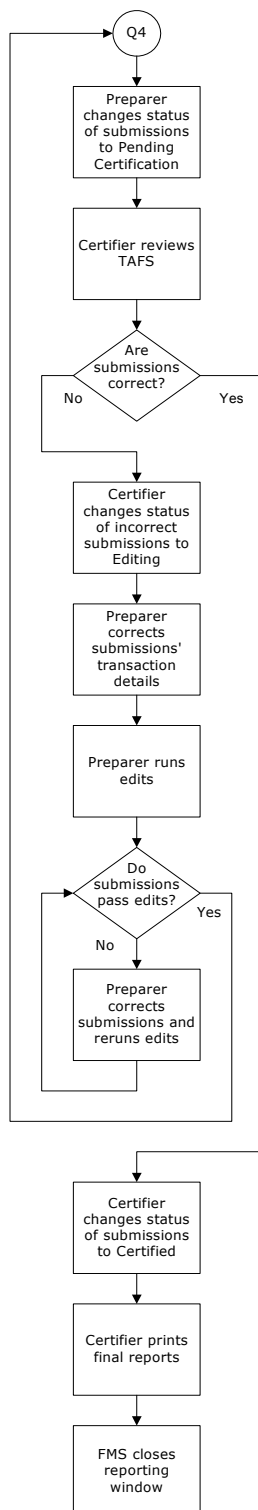 Q4
Preparer
changes status
of submissions
to Pending
Certification
Certifier reviews
TAFS
Are
submissions
correct?
No
Yes
Certifier
changes status
of incorrect
submissions to
Editing
Preparer
corrects
submissions'
transaction
details
Preparer runs
edits
Do
submissions
pass edits?
Yes
No
Preparer
corrects
submissions and
reruns edits
Certifier
changes status
of submissions
to Certified
Certifier prints
final reports
FMS closes
reporting
window